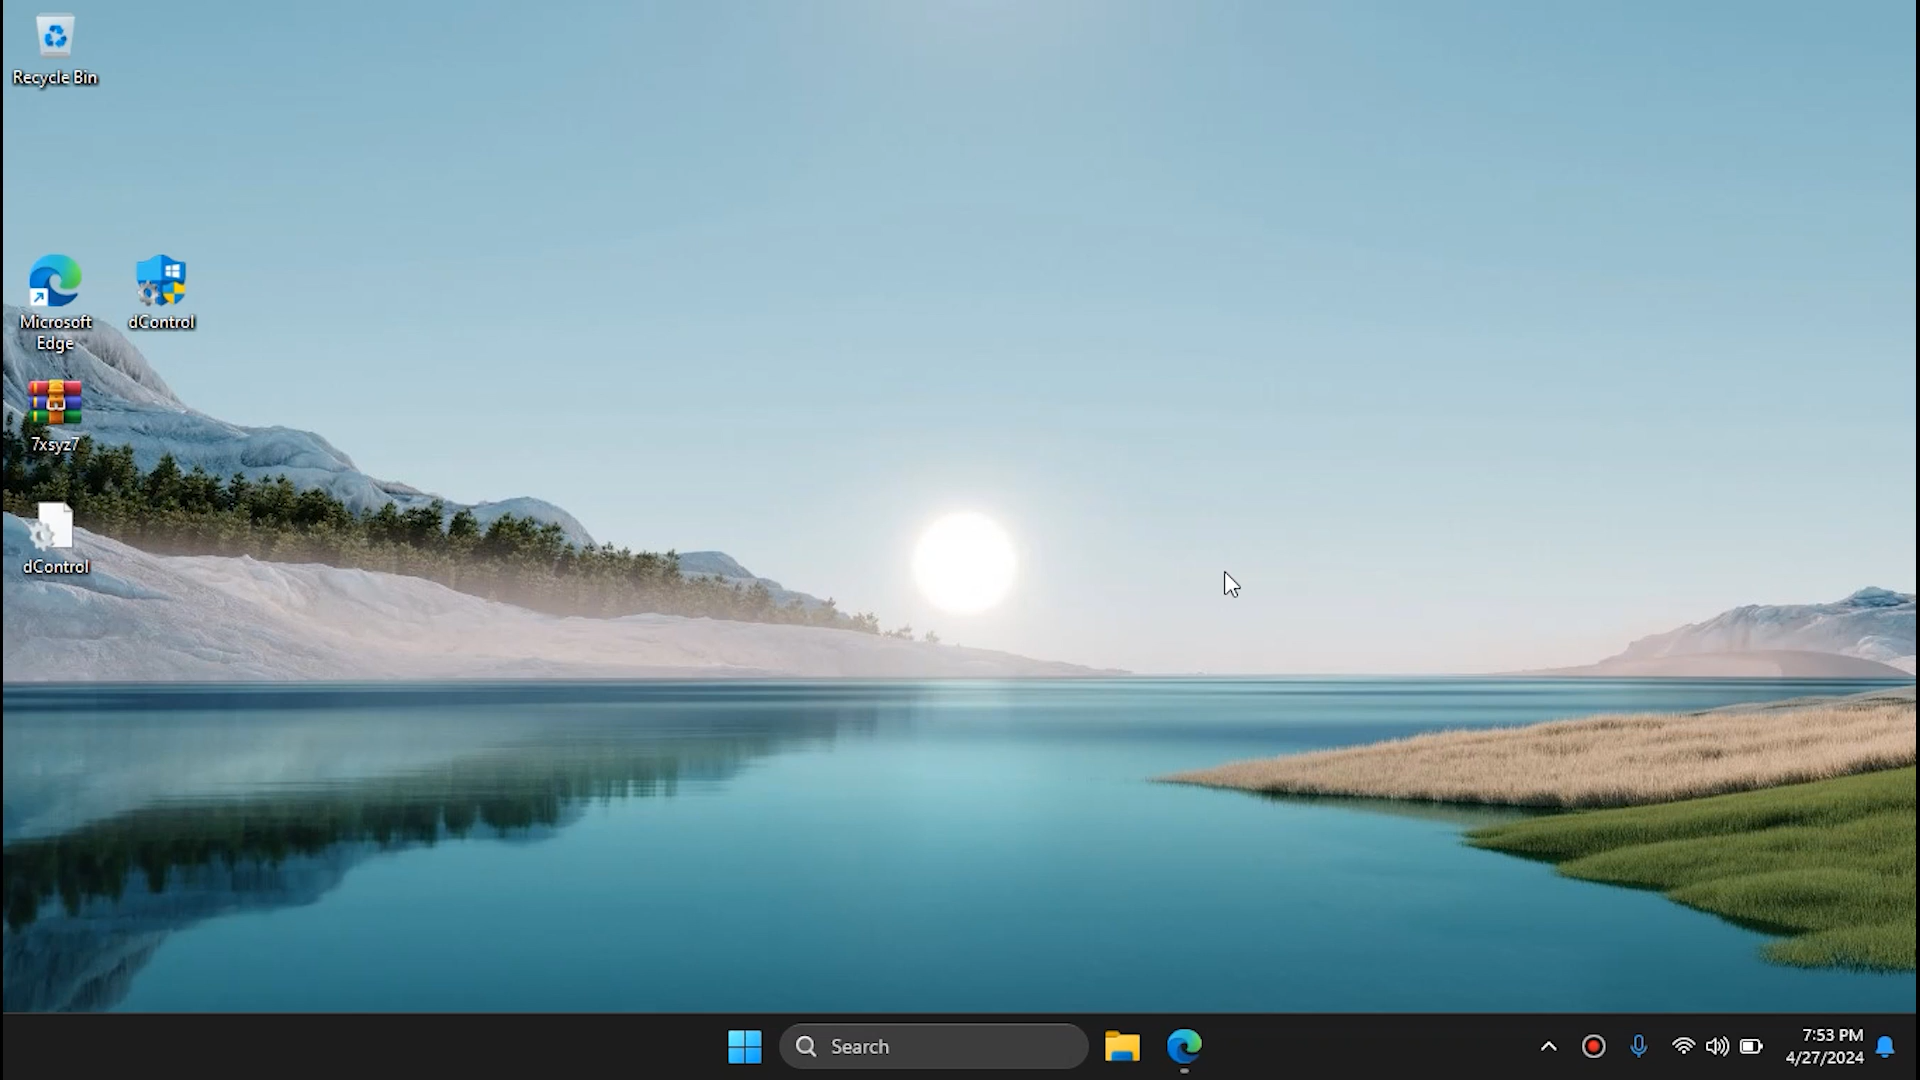 Recycle Bin
Microsoft
Edge
dControl
7xsyz7
dControl
Search
7:53 PM
4/27/2024